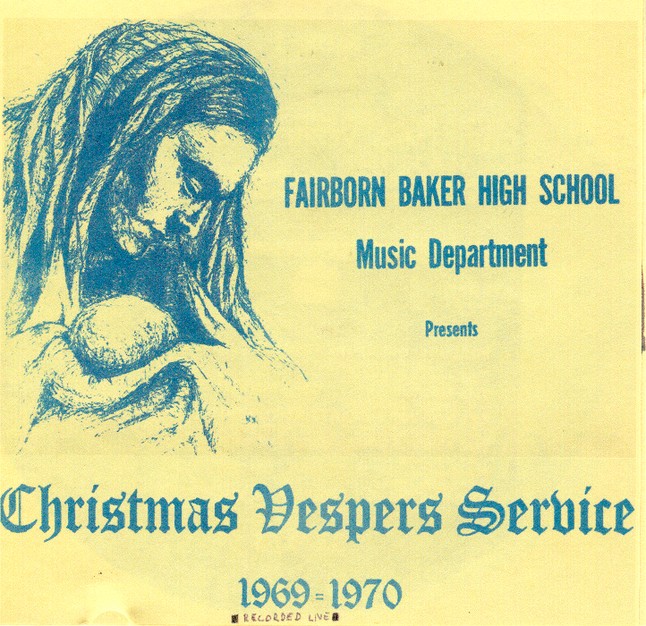 FAIRBORN BAKER HIGH SCHOOL
Music Department
Presents
Christmas Vespers Service
1969=1970
RECORDED LIVE